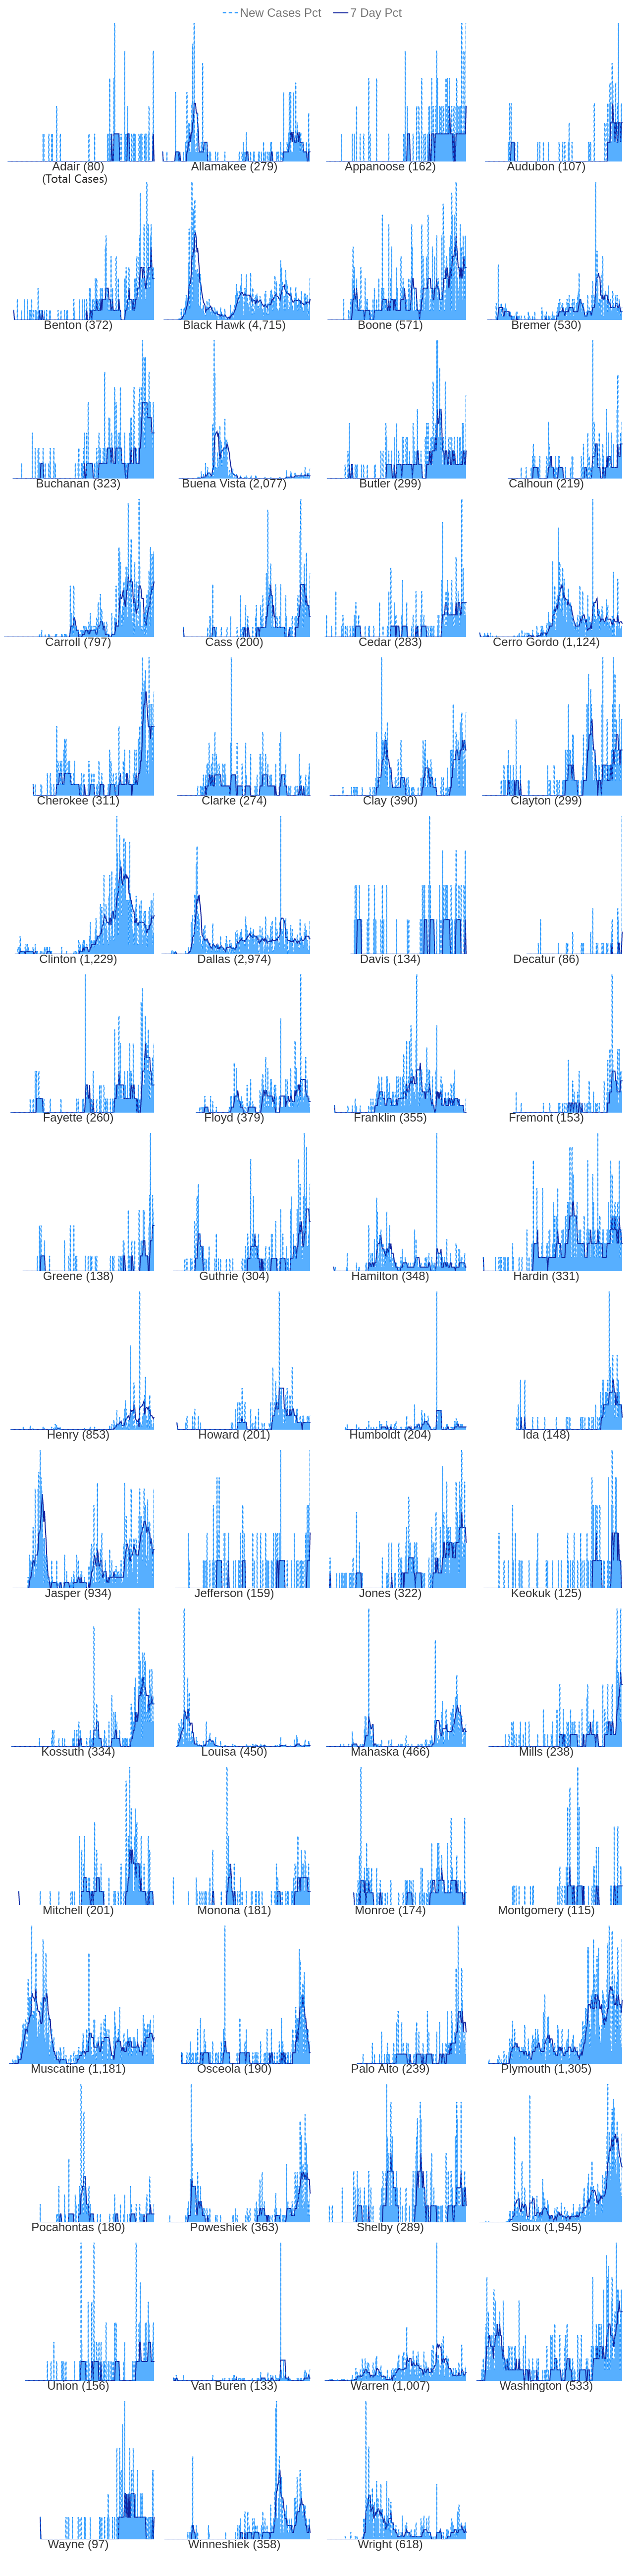 New Cases Pct 7 Day Pct
Adair (80) Allamakee (279) Appanoose (162) Audubon (107)
(Total Cases)
Benton (372) Black Hawk (4,715) Boone (571) Bremer (530)
Buchanan (323) Buena Vista (2,077) Butler (299) Calhoun (219)
Carroll (797) Cass (200) Cedar (283) Cerro Gordo (1,124)
Cherokee (311) Clarke (274) Clay (390) Clayton (299)
Clinton (1,229) Dallas (2,974) Davis (134) Decatur (86)
Fayette (260) Floyd (379) Franklin (355) Fremont (153)
Greene (138) Guthrie (304) Hamilton (348) Hardin (331)
Henry (853) Howard (201) Humboldt (204) Ida (148)
Jasper (934) Jefferson (159) Jones (322) Keokuk (125)
Kossuth (334) Louisa (450) Mahaska (466) Mills (238)
Mitchell (201) Monona (181) Monroe (174) Montgomery (115)
Muscatine (1,181) Osceola (190) Palo Alto (239) Plymouth (1,305)
Pocahontas (180) Poweshiek (363) Shelby (289) Sioux (1,945)
Union (156) Van Buren (133) Warren (1,007) Washington (533)
Wayne (97) Winneshiek (358) Wright (618)